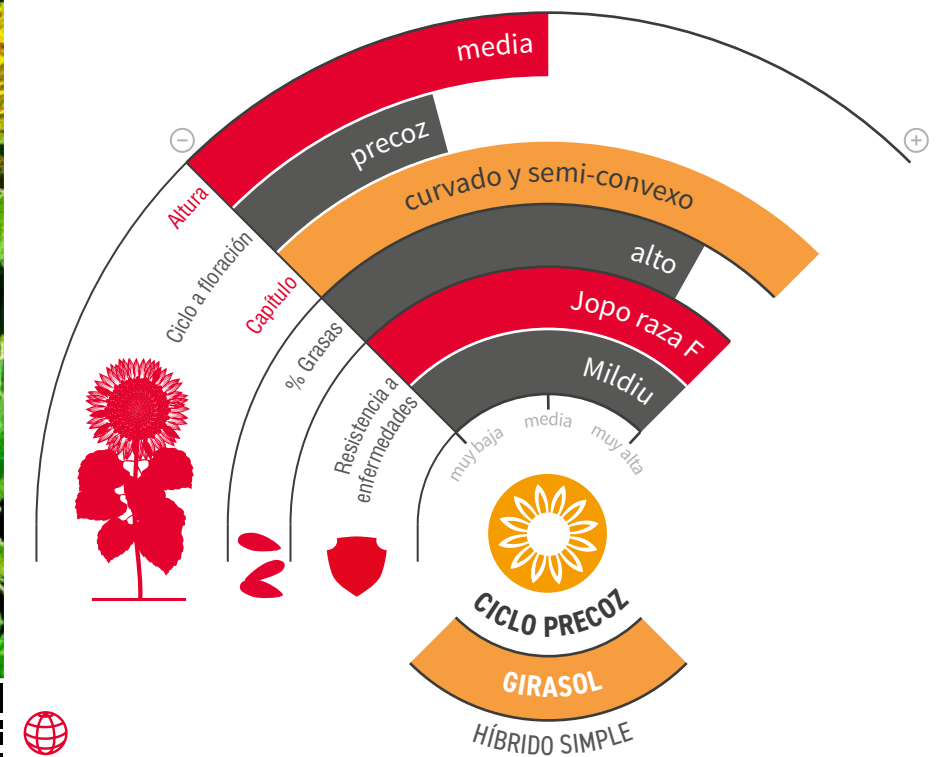 media
precoz
curvado y semi-convexo
alto
Jopo raza F
Mildiu
−
+
Altura
Ciclo a floración
Capítulo
% Grasas
Resistencia a
enfermedades
muy baja
media
muy alta
CICLO PRECOZ
GIRASOL
HÍBRIDO SIMPLE